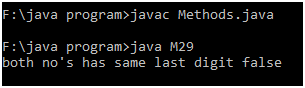 F:\java program>javac Methods.java
F:\java program>java M29
both no's has same last digit false